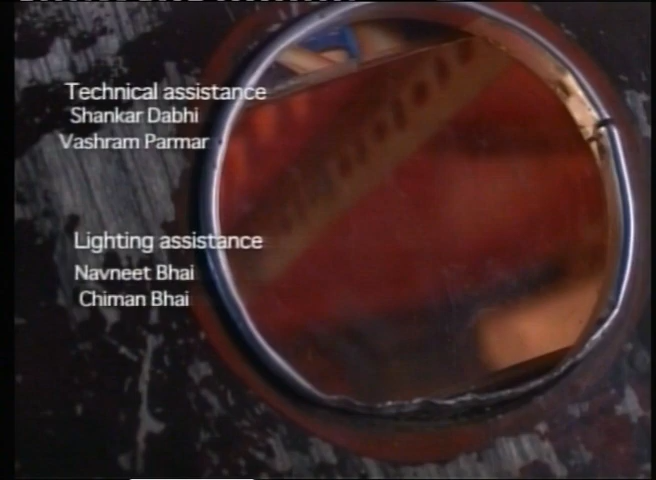 Technical assistance
Shankar Dabhi
Vashram Parmar
Lighting assistance
Navneet Bhai
Chiman Bhai